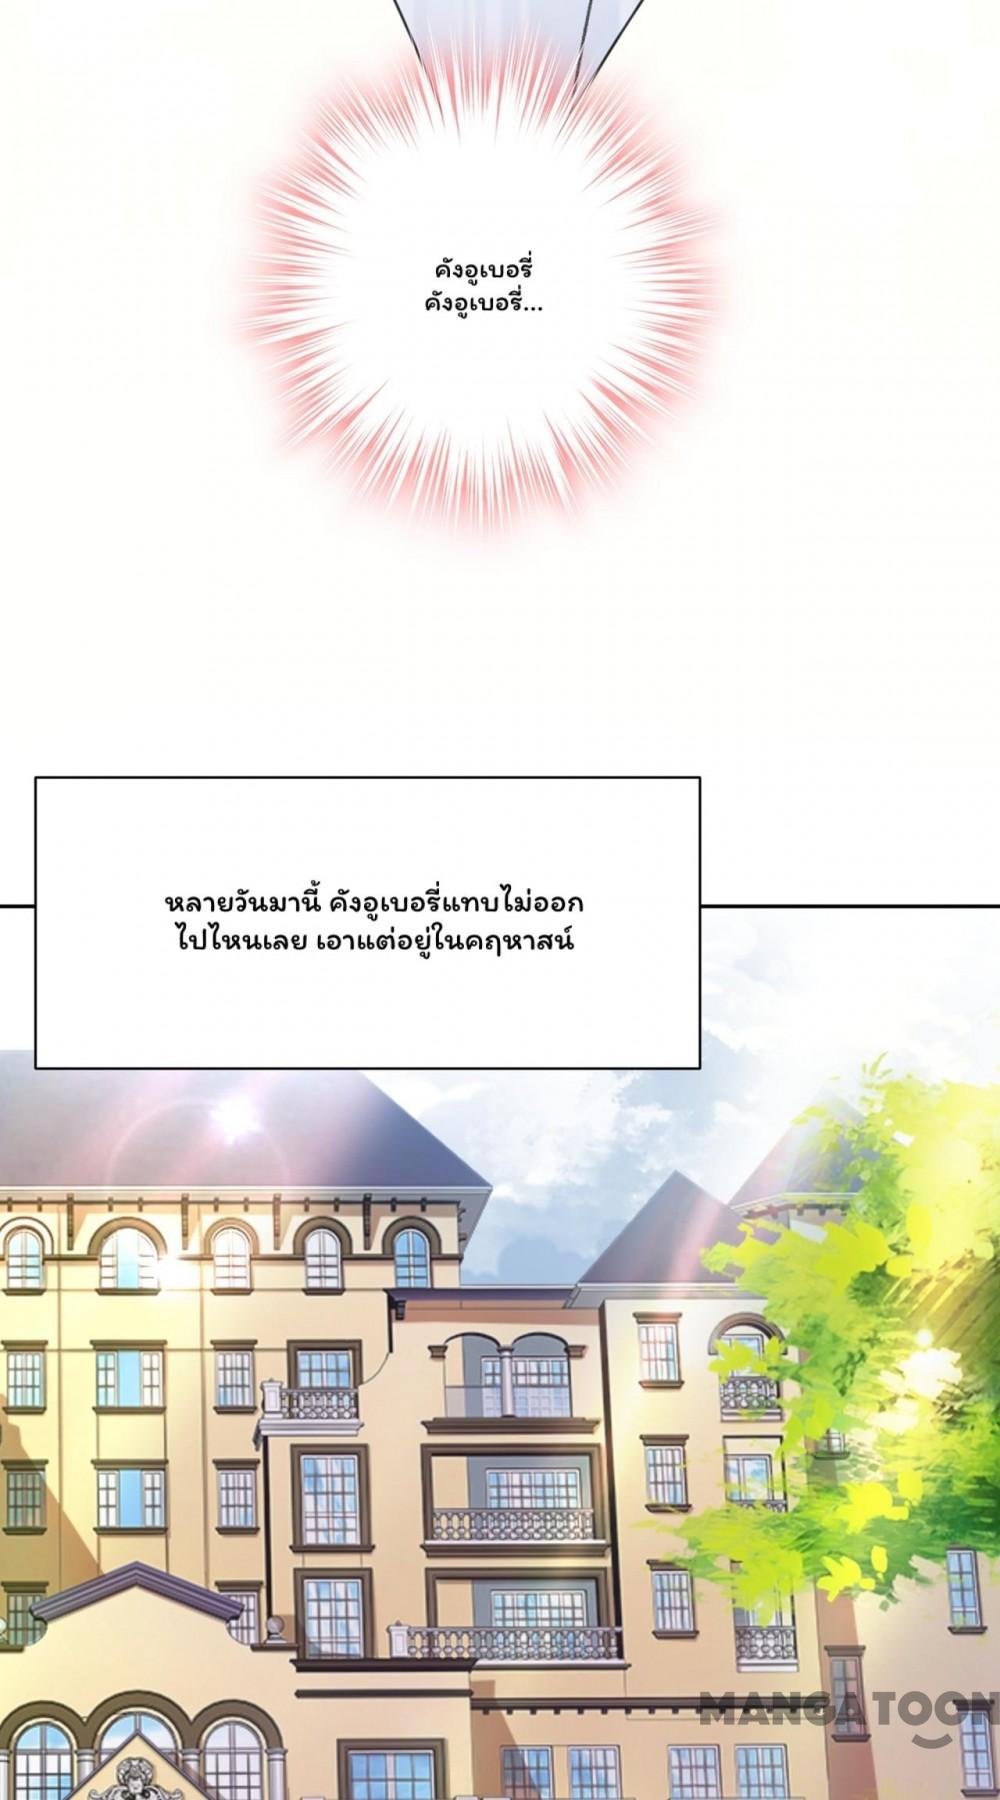 คังอูเบอรี่
คังอูเบอรี่...
หลายวันมานี้ คังอูเบอรี่แทบไม่ออก
ไปไหนเลย เอาแต่อยู่ในคฤหาสน์
MANGATOON